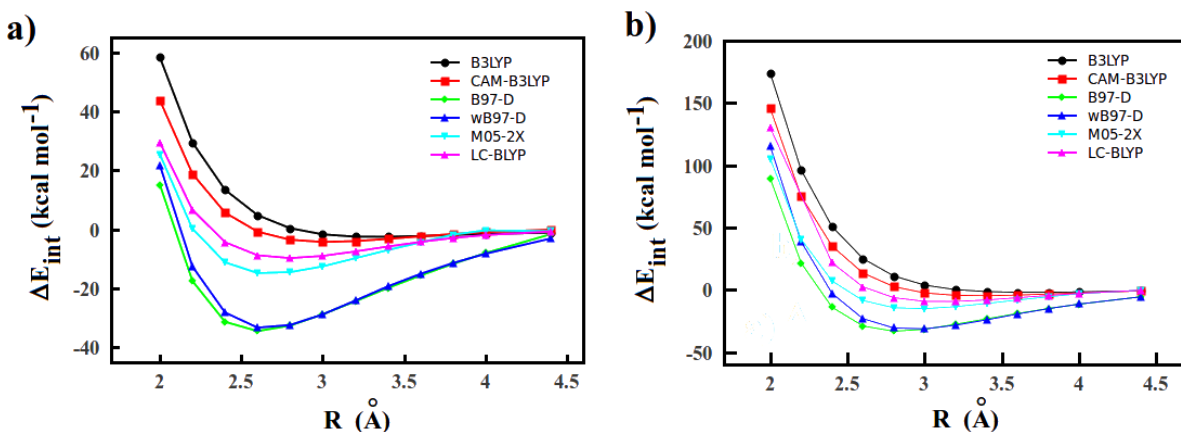 a)
ΔE_int (kcal mol⁻¹)
60
40
20
0
-20
-40
2
2.5
3
3.5
4
4.5
R (Å)
B3LYP
CAM-B3LYP
B97-D
wB97-D
M05-2X
LC-BLYP
b)
ΔE_int (kcal mol⁻¹)
200
150
100
50
0
-50
2
2.5
3
3.5
4
4.5
R (Å)
B3LYP
CAM-B3LYP
B97-D
wB97-D
M05-2X
LC-BLYP